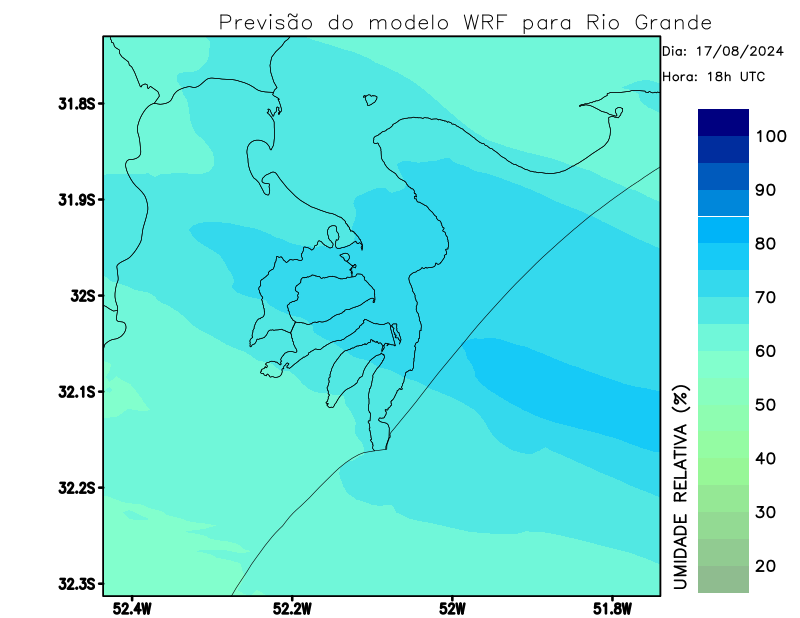 Previsão do modelo WRF para Rio Grande
Dia: 17/08/2024
Hora: 18h UTC
31.8S
31.9S
32S
32.1S
32.2S
32.3S
52.4W
52.2W
52W
51.8W
100
90
80
70
60
50
40
30
20
UMIDADE RELATIVA (%)